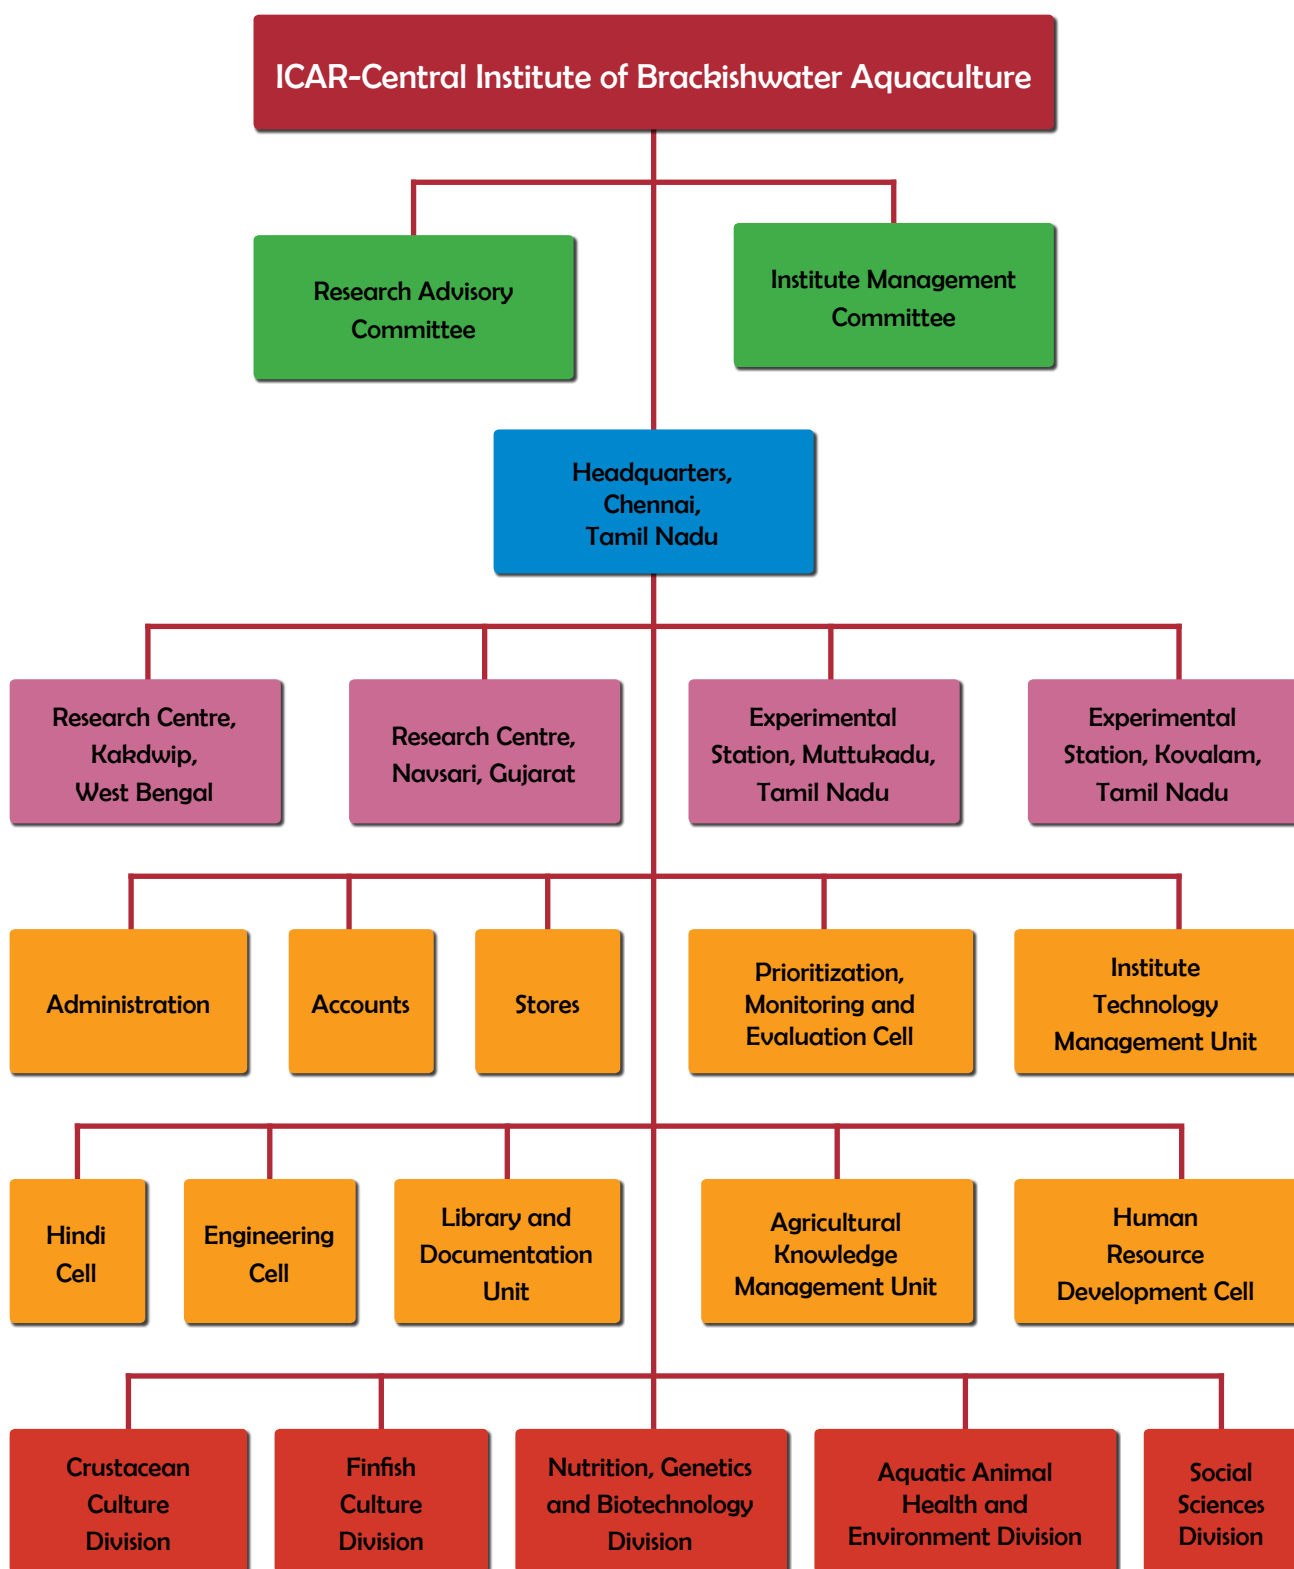 ICAR-Central Institute of Brackishwater Aquaculture
Research Advisory
Committee
Institute Management
Committee
Headquarters,
Chennai,
Tamil Nadu
Research Centre,
Kakdwip,
West Bengal
Research Centre,
Navsari, Gujarat
Experimental
Station, Muttukadu,
Tamil Nadu
Experimental
Station, Kovalam,
Tamil Nadu
Administration
Accounts
Stores
Prioritization,
Monitoring and
Evaluation Cell
Institute
Technology
Management Unit
Hindi
Cell
Engineering
Cell
Library and
Documentation
Unit
Agricultural
Knowledge
Management Unit
Human
Resource
Development Cell
Crustacean
Culture
Division
Finfish
Culture
Division
Nutrition, Genetics
and Biotechnology
Division
Aquatic Animal
Health and
Environment Division
Social
Sciences
Division